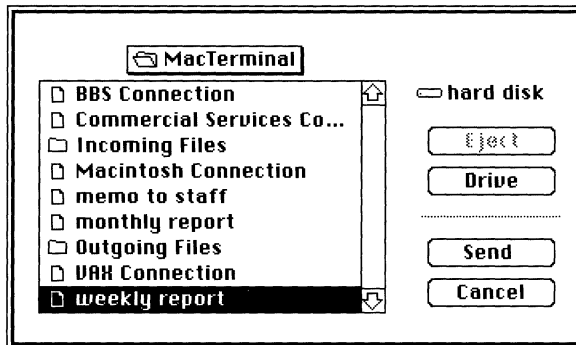 MacTerminal
BBS Connection
Commercial Services Co...
Incoming Files
Macintosh Connection
memo to staff
monthly report
Outgoing Files
VAX Connection
weekly report
hard disk
Eject
Drive
Send
Cancel